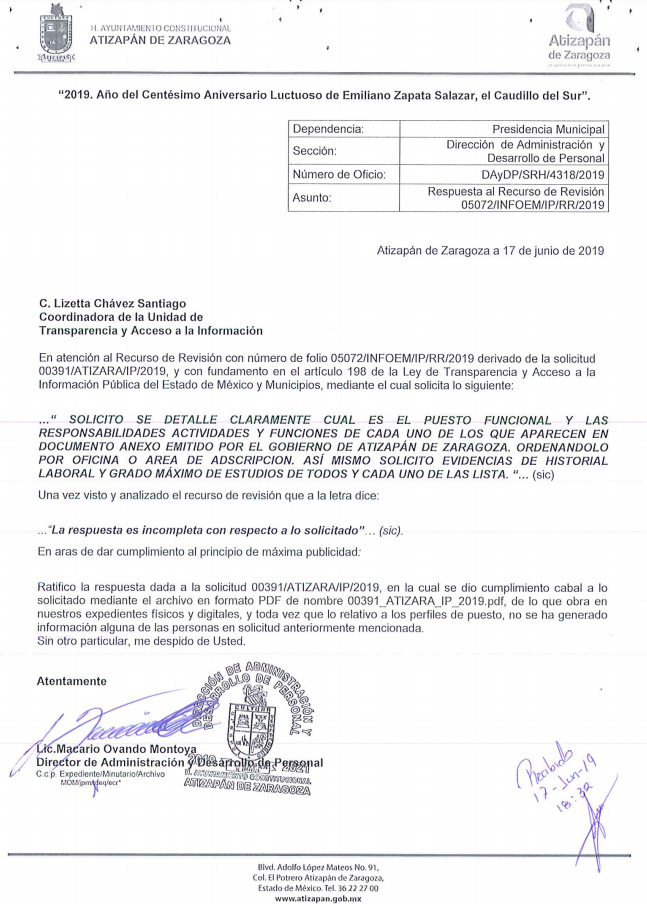 H. AYUNTAMIENTO CONSTITUCIONAL
ATIZAPÁN DE ZARAGOZA
Atizapán
de Zaragoza
“2019. Año del Centésimo Aniversario Luctuoso de Emiliano Zapata Salazar, el Caudillo del Sur”.
Dependencia: Presidencia Municipal
Sección: Dirección de Administración y
Desarrollo de Personal
Número de Oficio: DAyDP/SRH/4318/2019
Asunto: Respuesta al Recurso de Revisión
05072/INFOEM/IP/RR/2019
Atizapán de Zaragoza a 17 de junio de 2019
C. Lizetta Chávez Santiago
Coordinadora de la Unidad de
Transparencia y Acceso a la Información
En atención al Recurso de Revisión con número de folio 05072/INFOEM/IP/RR/2019 derivado de la solicitud
00391/ATIZARA/IP/2019, y con fundamento en el artículo 198 de la Ley de Transparencia y Acceso a la
Información Pública del Estado de México y Municipios, mediante el cual solicita lo siguiente:
...“ SOLICITO SE DETALLE CLARAMENTE CUAL ES EL PUESTO FUNCIONAL Y LAS
RESPONSABILIDADES ACTIVIDADES Y FUNCIONES DE CADA UNO DE LOS QUE APARECEN EN
DOCUMENTO ANEXO EMITIDO POR EL GOBIERNO DE ATIZAPÁN DE ZARAGOZA. ORDENANDOLO
POR OFICINA O AREA DE ADSCRIPCION. ASÍ MISMO SOLICITO EVIDENCIAS DE HISTORIAL
LABORAL Y GRADO MÁXIMO DE ESTUDIOS DE TODOS Y CADA UNO DE LAS LISTA. “... (sic)
Una vez visto y analizado el recurso de revisión que a la letra dice:
...“La respuesta es incompleta con respecto a lo solicitado”... (sic).
En aras de dar cumplimiento al principio de máxima publicidad:
Ratifico la respuesta dada a la solicitud 00391/ATIZARA/IP/2019, en la cual se dio cumplimiento cabal a lo
solicitado mediante el archivo en formato PDF de nombre 00391_ATIZARA_IP_2019.pdf, de lo que obra en
nuestros expedientes físicos y digitales, y toda vez que lo relativo a los perfiles de puesto, no se ha generado
información alguna de las personas en solicitud anteriormente mencionada.
Sin otro particular, me despido de Usted.
Atentamente
DIRECCIÓN DE ADMINISTRACIÓN Y
DESARROLLO DE PERSONAL
Lic.Macario Ovando Montoya
Director de Administración y Desarrollo de Personal
C.c.p. Expediente/Minutario/Archivo
H. AYUNTAMIENTO CONSTITUCIONAL
ATIZAPÁN DE ZARAGOZA
Recibido
17-Jun-19
18:32
Blvd. Adolfo López Mateos No. 91,
Col. El Potrero Atizapán de Zaragoza,
Estado de México. Tel. 36 22 27 00
www.atizapan.gob.mx